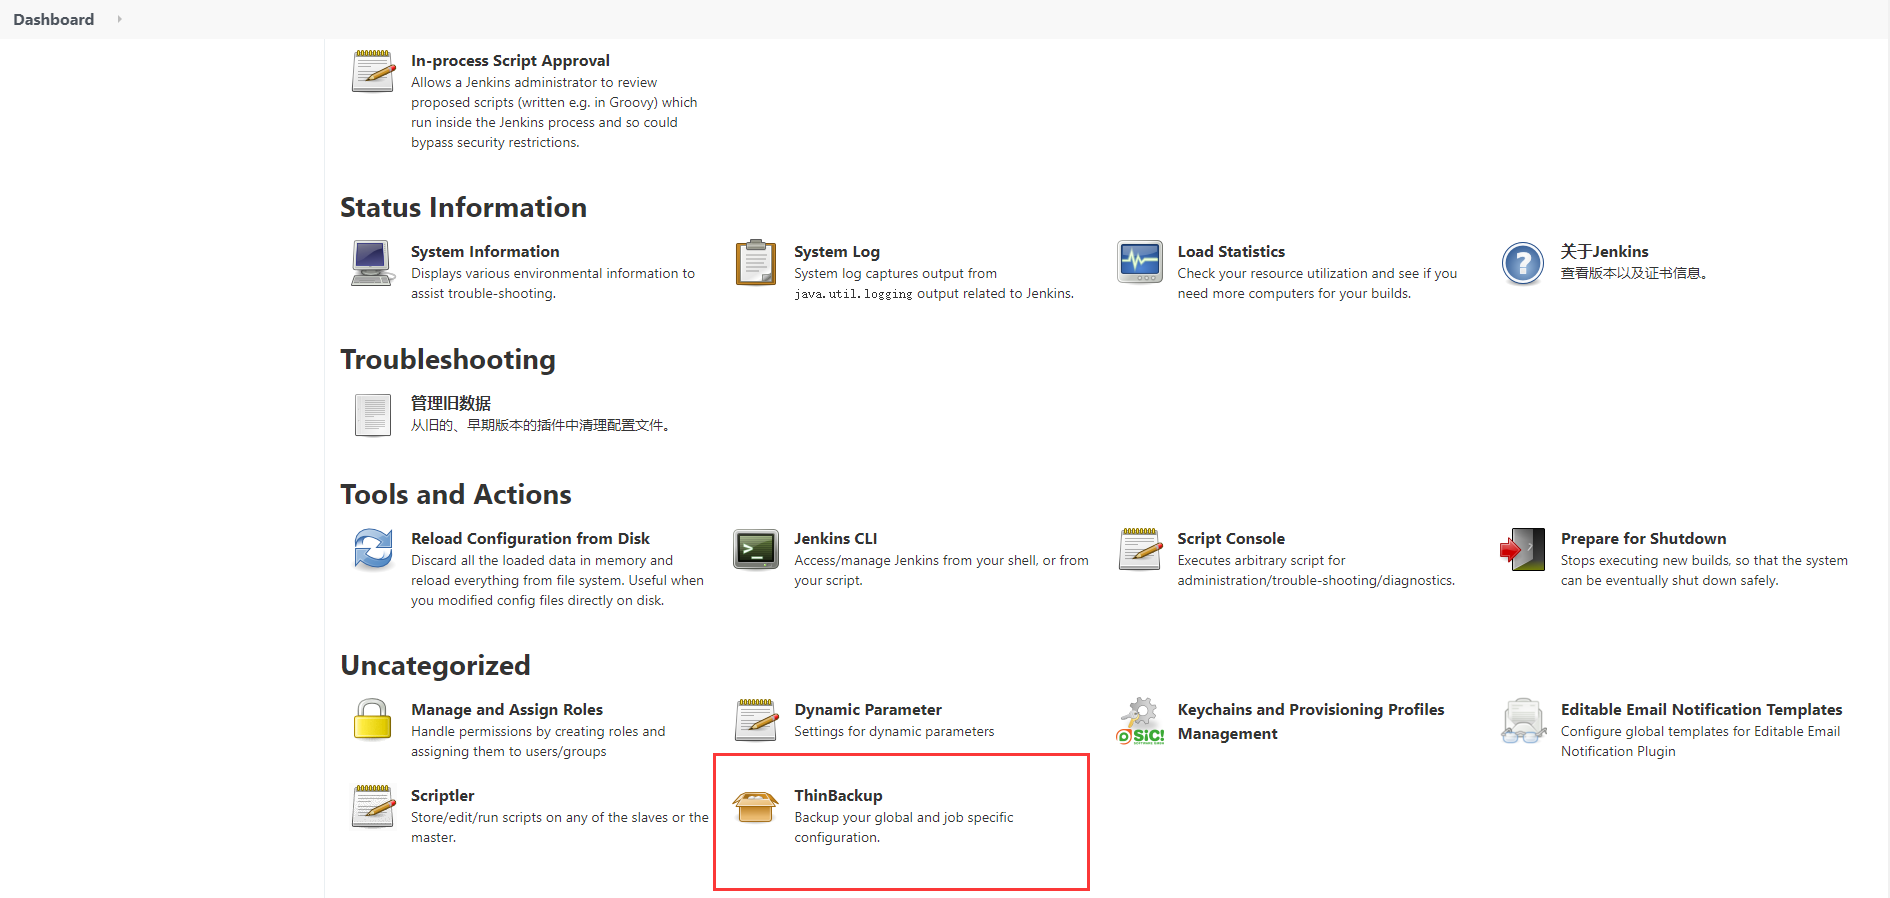 Dashboard
In-process Script Approval
Allows a Jenkins administrator to review
proposed scripts (written e.g. in Groovy) which
run inside the Jenkins process and so could
bypass security restrictions.
Status Information
System Information
Displays various environmental information to
assist trouble-shooting.
System Log
System log captures output from
java.util.logging output related to Jenkins.
Load Statistics
Check your resource utilization and see if you
need more computers for your builds.
关于Jenkins
查看版本以及证书信息。
Troubleshooting
管理旧数据
从旧的、早期版本的插件中清理配置文件。
Tools and Actions
Reload Configuration from Disk
Discard all the loaded data in memory and
reload everything from file system. Useful when
you modified config files directly on disk.
Jenkins CLI
Access/manage Jenkins from your shell, or from
your script.
Script Console
Executes arbitrary script for
administration/trouble-shooting/diagnostics.
Prepare for Shutdown
Stops executing new builds, so that the system
can be eventually shut down safely.
Uncategorized
Manage and Assign Roles
Handle permissions by creating roles and
assigning them to users/groups
Dynamic Parameter
Settings for dynamic parameters
SiC!
Keychains and Provisioning Profiles
Management
Editable Email Notification Templates
Configure global templates for Editable Email
Notification Plugin
Scriptler
Store/edit/run scripts on any of the slaves or the
master.
ThinBackup
Backup your global and job specific
configuration.